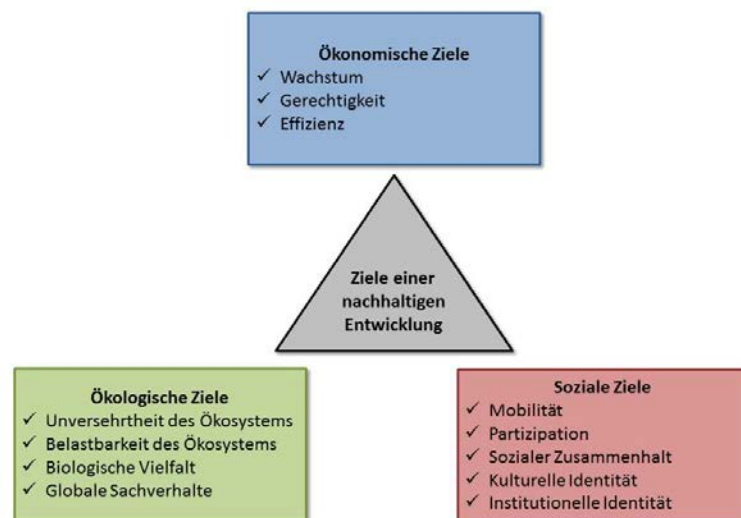 Ökonomische Ziele
✓ Wachstum
✓ Gerechtigkeit
✓ Effizienz
Ziele einer
nachhaltigen
Entwicklung
Ökologische Ziele
✓ Unversehrtheit des Ökosystems
✓ Belastbarkeit des Ökosystems
✓ Biologische Vielfalt
✓ Globale Sachverhalte
Soziale Ziele
✓ Mobilität
✓ Partizipation
✓ Sozialer Zusammenhalt
✓ Kulturelle Identität
✓ Institutionelle Identität